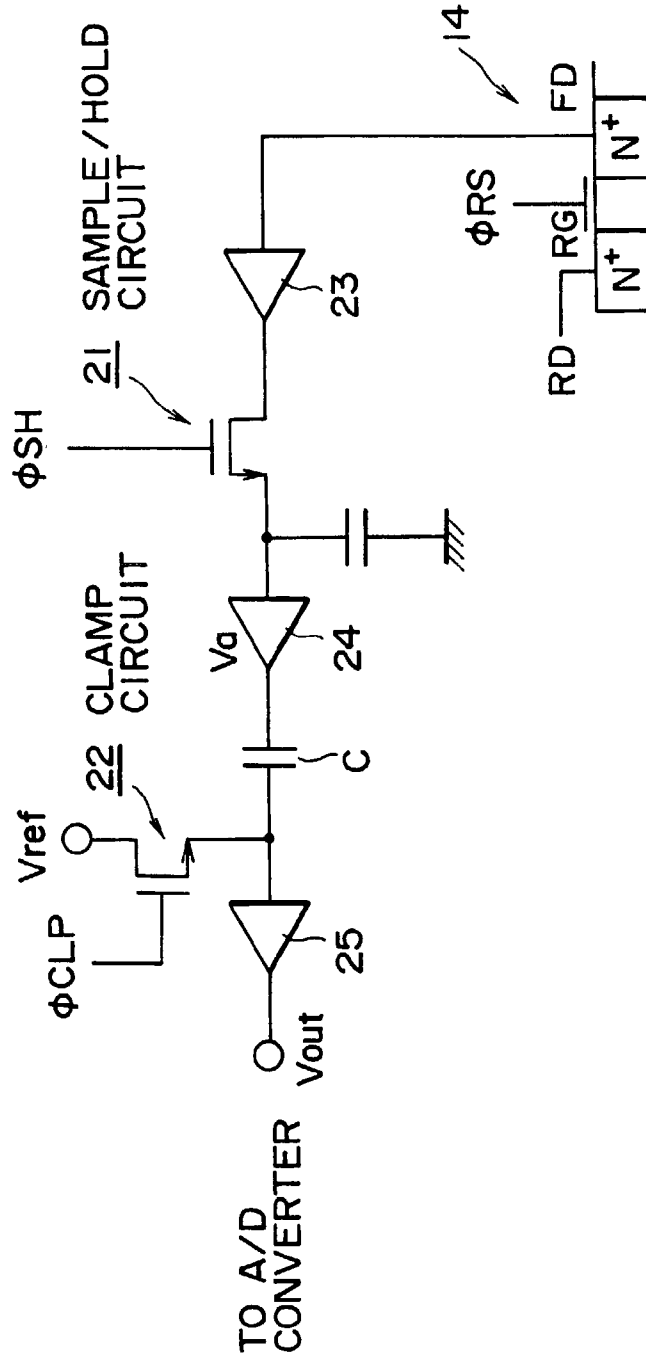 21 SAMPLE/HOLD
CIRCUIT
22 CLAMP
CIRCUIT
ΦSH
ΦCLP
Vref
Va
C
23
24
25
Vout
TO A/D
CONVERTER
14
ΦRS
RD
RG
FD
N+
N+